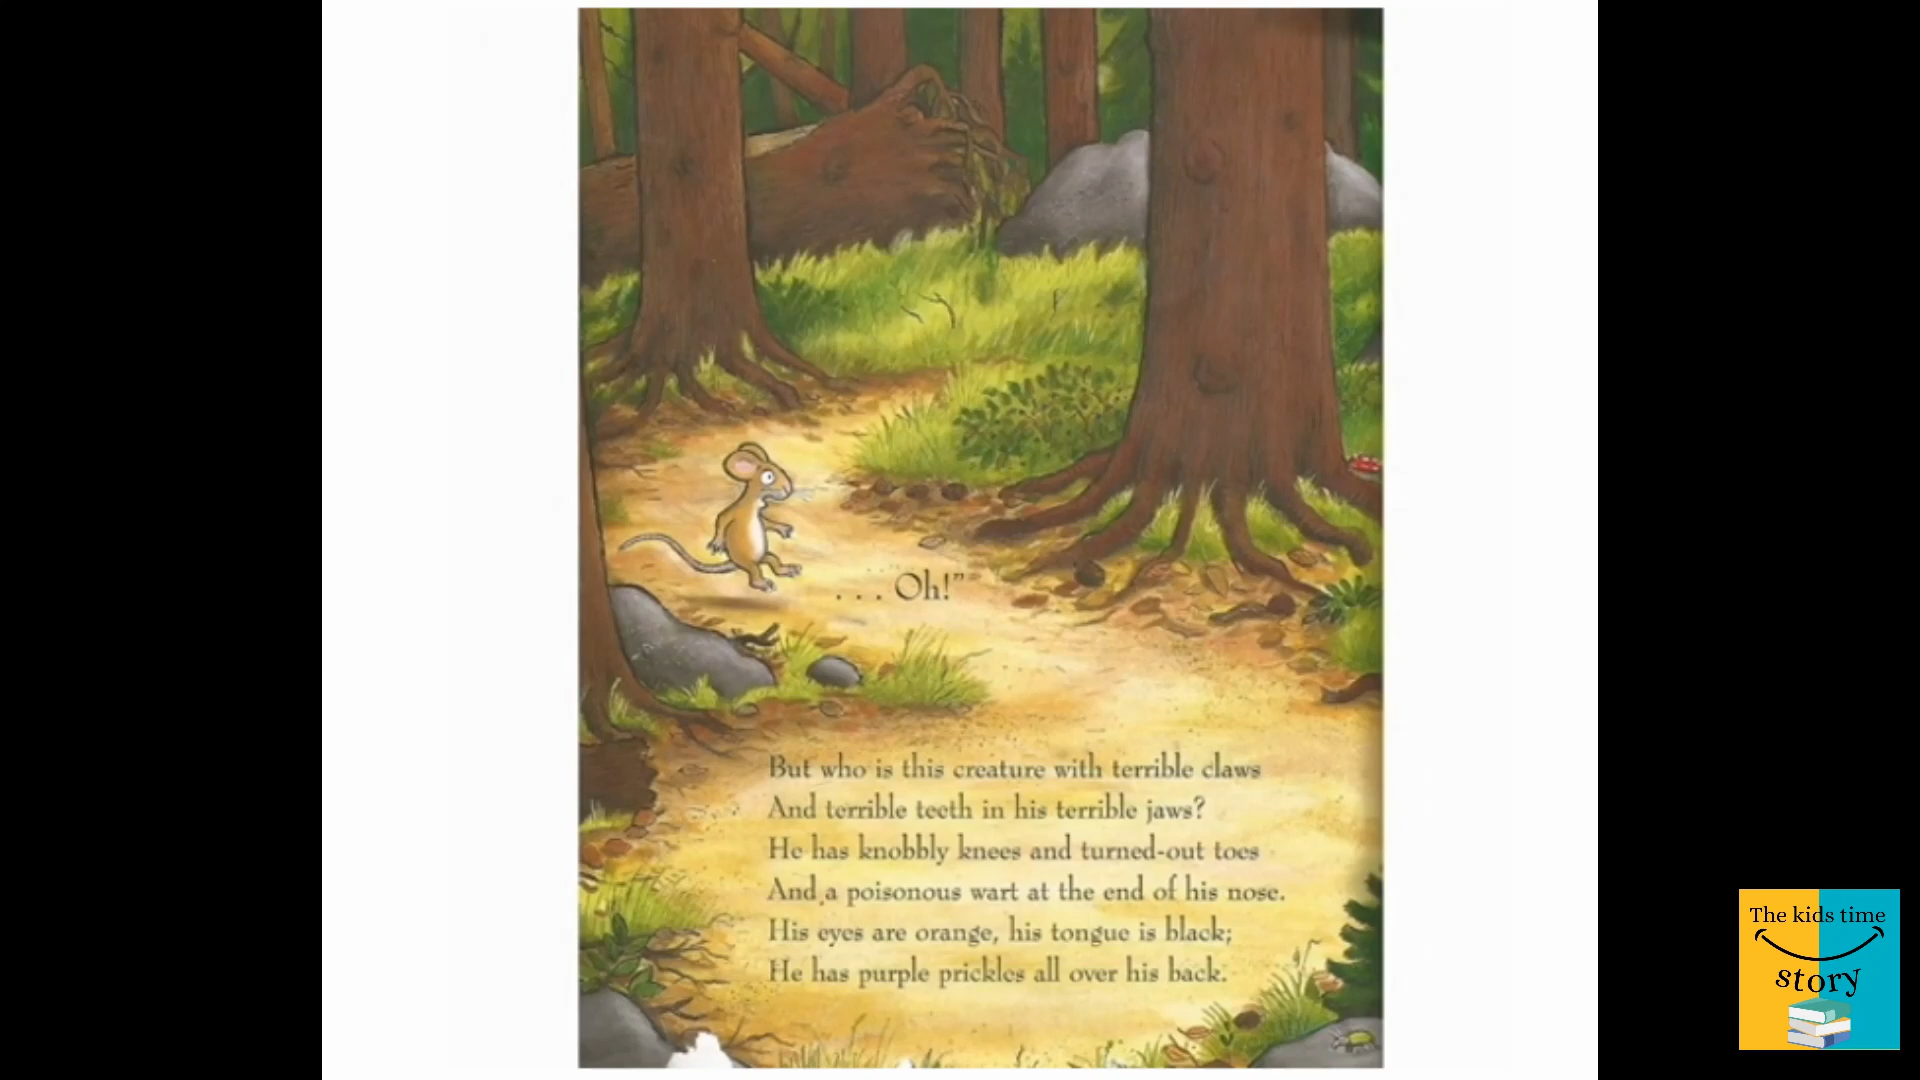 . . . Oh!”
But who is this creature with terrible claws
And terrible teeth in his terrible jaws?
He has knobbly knees and turned-out toes
And a poisonous wart at the end of his nose.
His eyes are orange, his tongue is black;
He has purple prickles all over his back.
The kids time
story